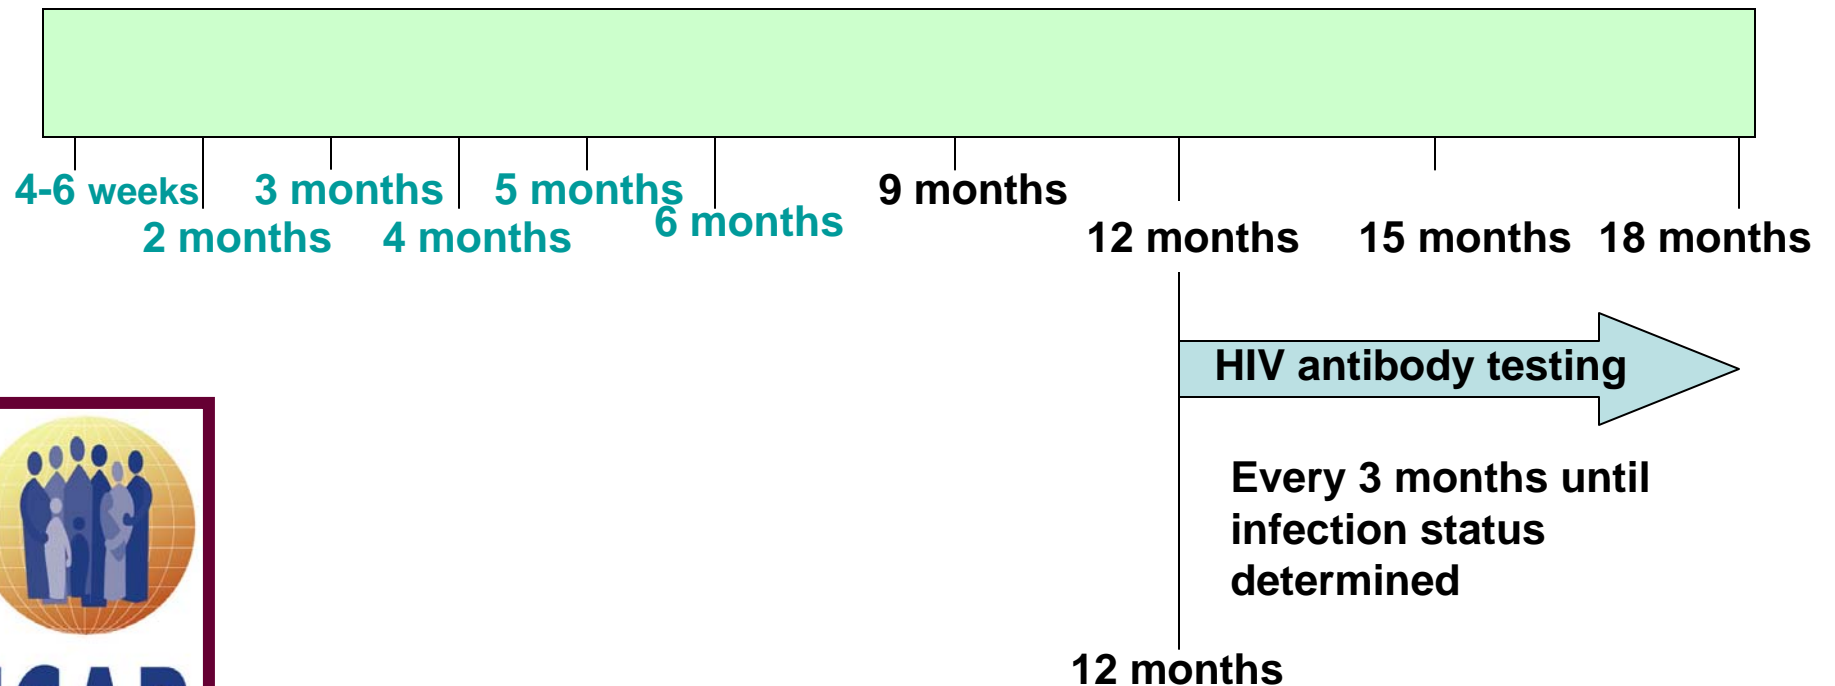 4-6 weeks 3 months 5 months 9 months
2 months 4 months 6 months 12 months 15 months 18 months
HIV antibody testing
Every 3 months until
infection status
determined
12 months